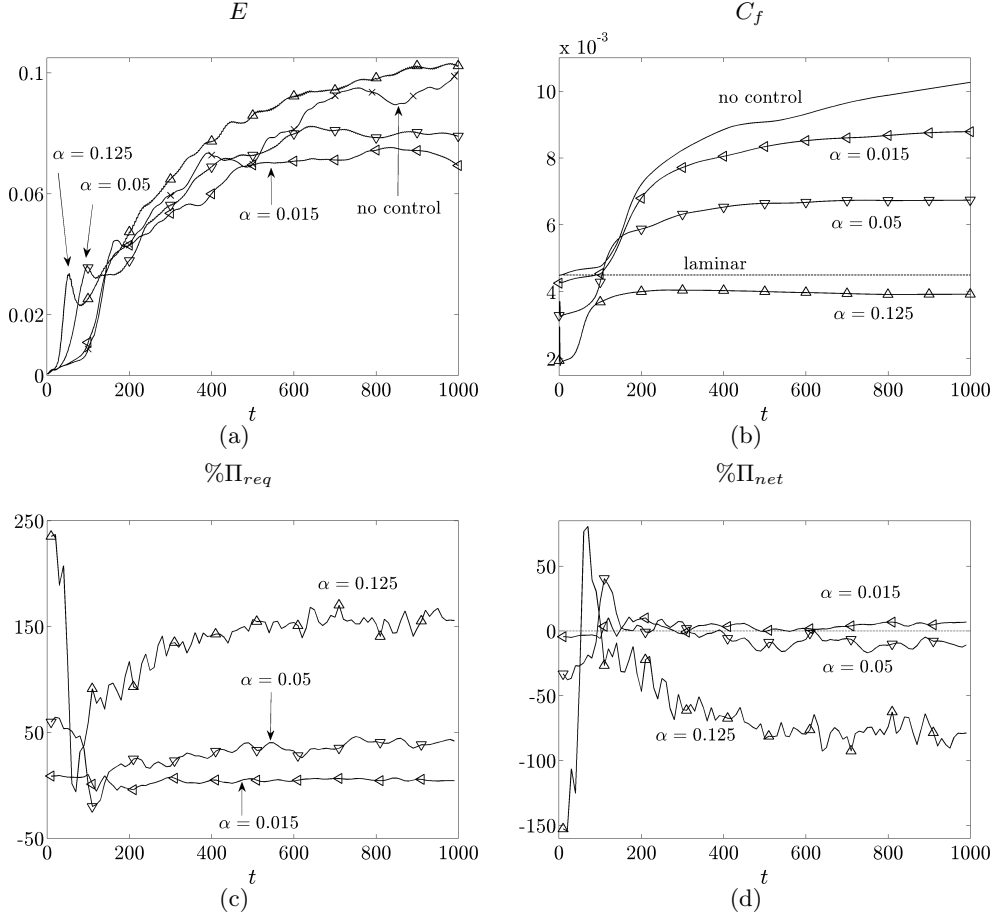 E
0.1
0.06
0.02
0
α = 0.125
α = 0.05
α = 0.015
no control
0 200 400 600 800 1000
t
(a)
C_f
x 10^-3
10
8
6
4
2
no control
α = 0.015
α = 0.05
laminar
α = 0.125
0 200 400 600 800 1000
t
(b)
%Π_req
250
150
50
-50
α = 0.125
α = 0.05
α = 0.015
0 200 400 600 800 1000
t
(c)
%Π_net
50
0
-50
-100
-150
α = 0.015
α = 0.05
α = 0.125
0 200 400 600 800 1000
t
(d)